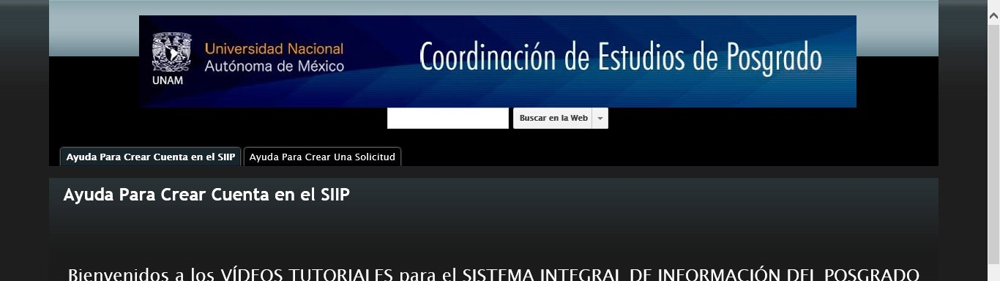 Universidad Nacional
Autónoma de México
UNAM
Coordinación de Estudios de Posgrado
Buscar en la Web
Ayuda Para Crear Cuenta en el SIIP
Ayuda Para Crear Una Solicitud
Ayuda Para Crear Cuenta en el SIIP
Bienvenidos a los VÍDEOS TUTORIALES para el SISTEMA INTEGRAL DE INFORMACIÓN DEL POSGRADO